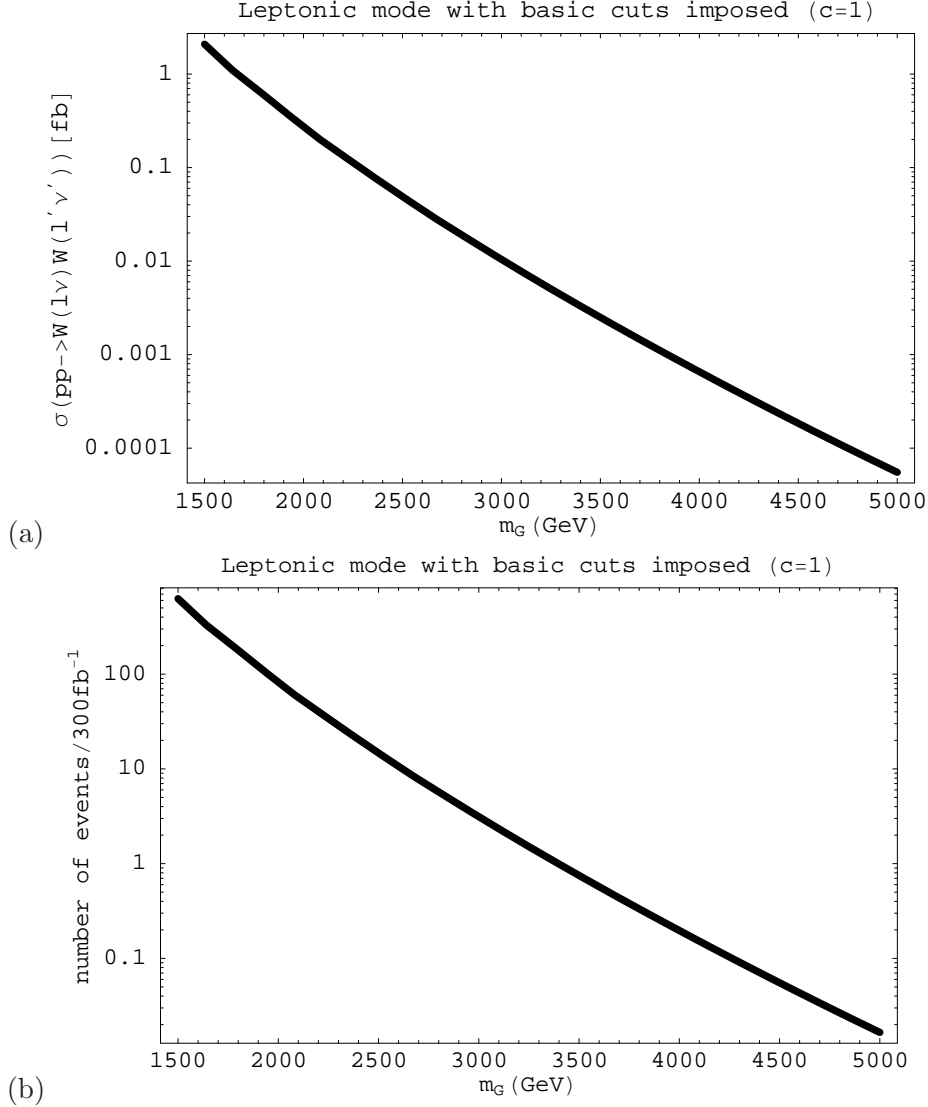 Leptonic mode with basic cuts imposed (c=1)
σ(pp->W(lν)W(l′ν′))[fb]
1
0.1
0.01
0.001
0.0001
1500 2000 2500 3000 3500 4000 4500 5000
m_G(GeV)
(a)
Leptonic mode with basic cuts imposed (c=1)
number of events/300fb⁻¹
100
10
1
0.1
1500 2000 2500 3000 3500 4000 4500 5000
m_G(GeV)
(b)